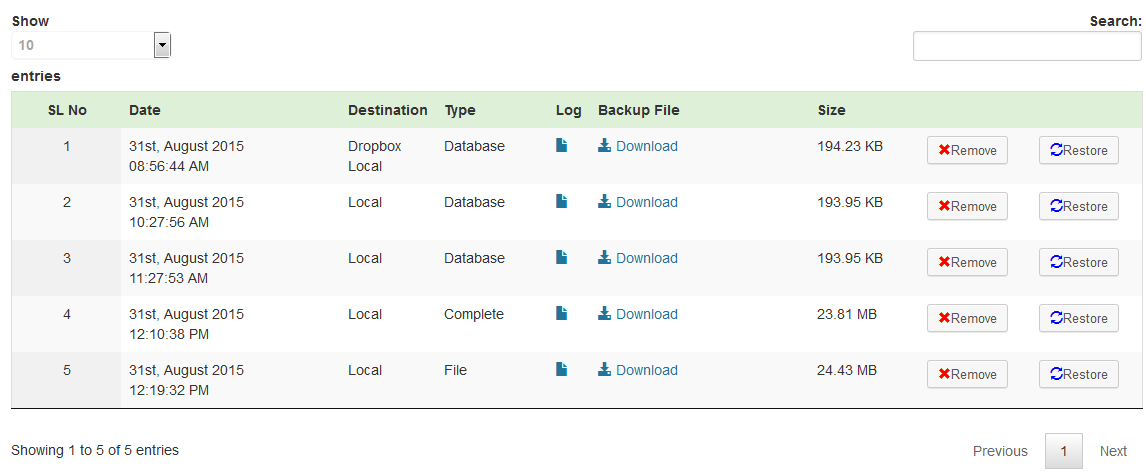 Show
Search:
10
entries
SL No Date Destination Type Log Backup File Size
1 31st, August 2015 Dropbox Database Download 194.23 KB Remove Restore
08:56:44 AM Local
2 31st, August 2015 Local Database Download 193.95 KB Remove Restore
10:27:56 AM
3 31st, August 2015 Local Database Download 193.95 KB Remove Restore
11:27:53 AM
4 31st, August 2015 Local Complete Download 23.81 MB Remove Restore
12:10:38 PM
5 31st, August 2015 Local File Download 24.43 MB Remove Restore
12:19:32 PM
Showing 1 to 5 of 5 entries Previous 1 Next